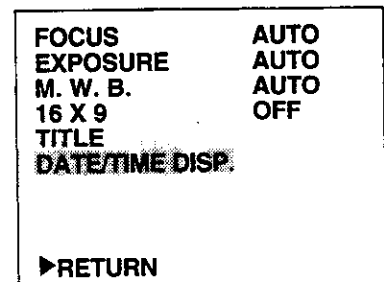 FOCUS AUTO
EXPOSURE AUTO
M. W. B. AUTO
16 X 9 OFF
TITLE
DATE/TIME DISP.
▶RETURN